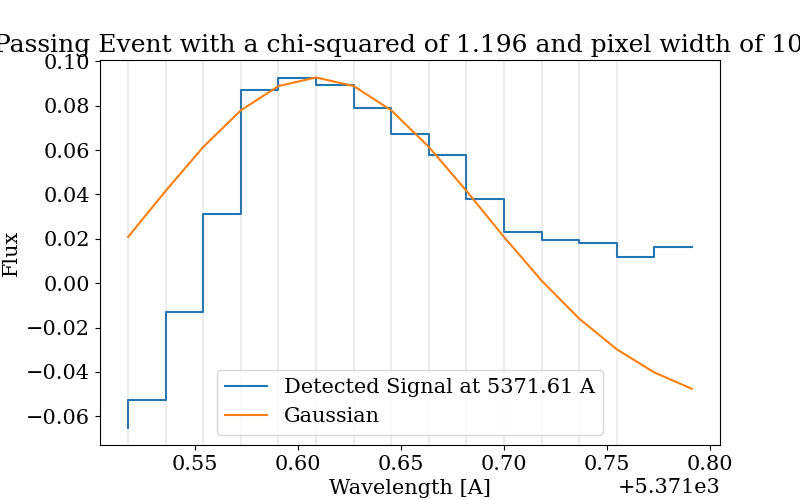 Passing Event with a chi-squared of 1.196 and pixel width of 10
0.10
0.08
0.06
0.04
0.02
0.00
−0.02
−0.04
−0.06
Flux
Detected Signal at 5371.61 A
Gaussian
0.55 0.60 0.65 0.70 0.75 0.80
+5.371e3
Wavelength [A]